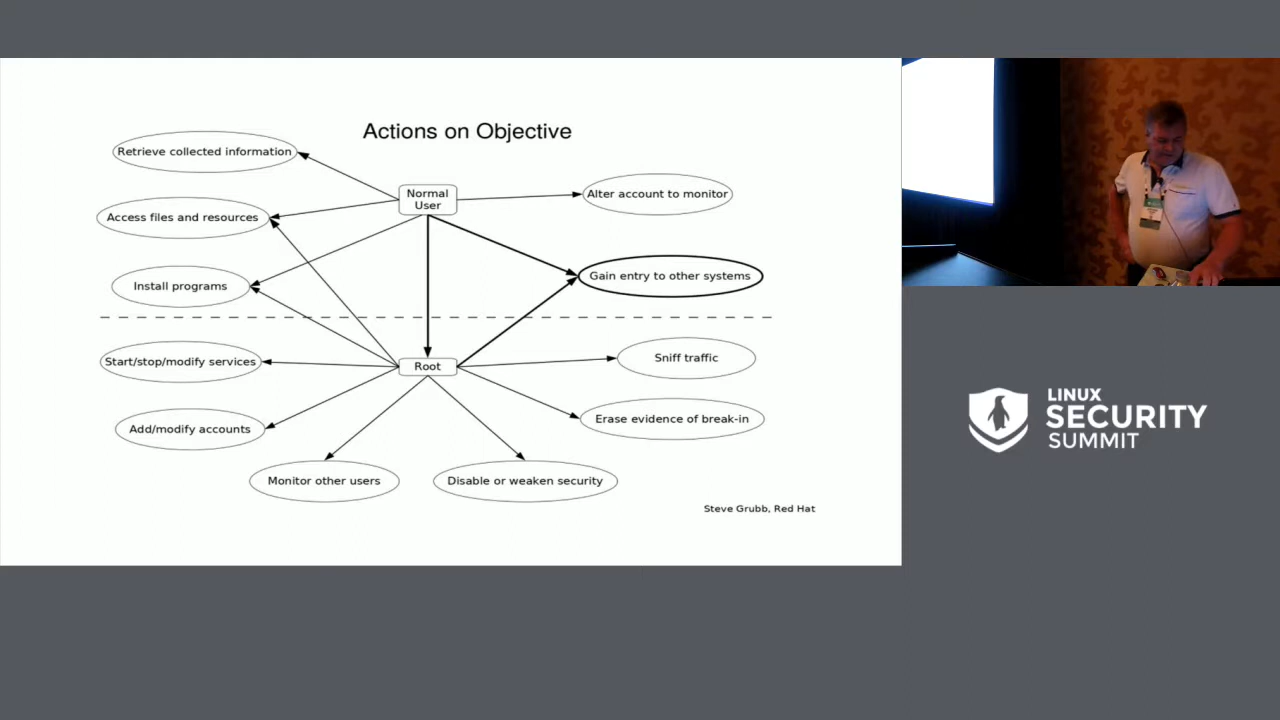 Actions on Objective
Retrieve collected information
Normal
User
Alter account to monitor
Access files and resources
Gain entry to other systems
Install programs
Start/stop/modify services
Root
Sniff traffic
Add/modify accounts
Erase evidence of break-in
Monitor other users
Disable or weaken security
Steve Grubb, Red Hat
LINUX
SECURITY
SUMMIT